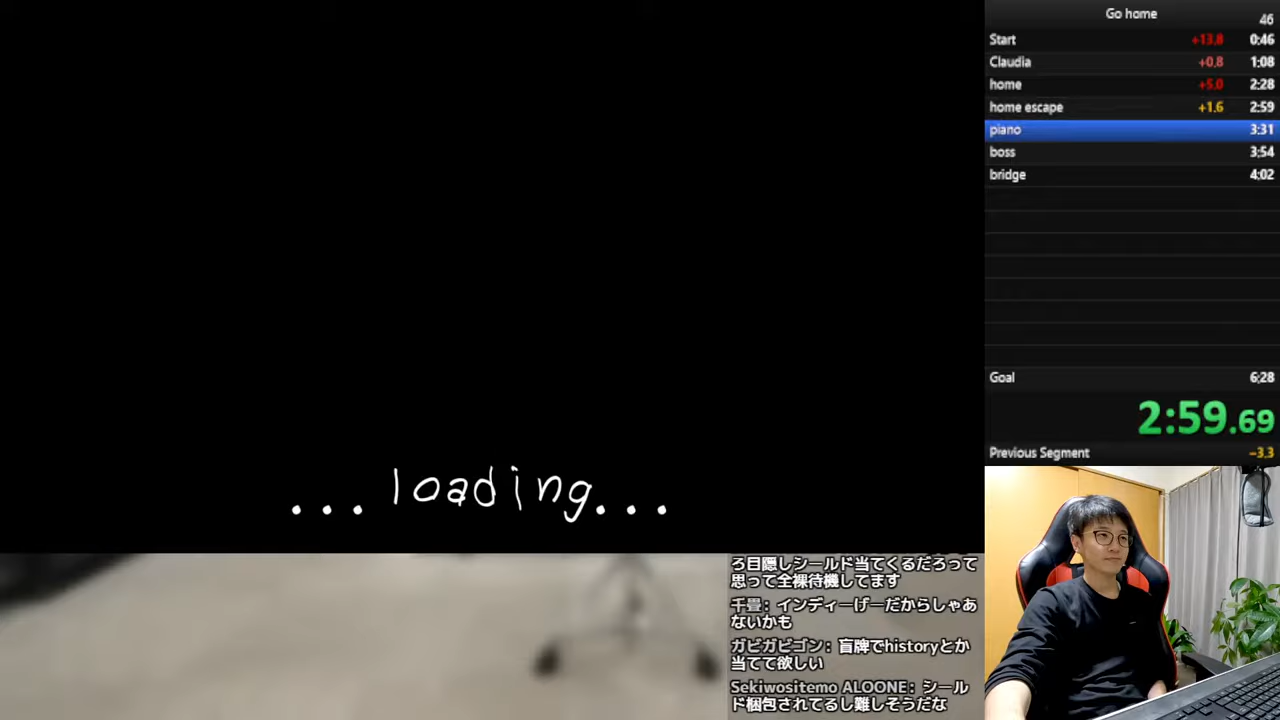 Go home
46
Start +13.8 0:46
Claudia +0.8 1:08
home +5.0 2:28
home escape +1.6 2:59
piano 3:31
boss 3:54
bridge 4:02
Goal 6:28
2:59.69
Previous Segment -3.3
...loading...
ろ目隠しシールド当てくるだろって
思って全裸待機してます
千畳: インディーげーだからしゃあ
ないかも
ガビガビゴン: 盲牌でhistoryとか
当てて欲しい
Sekiwositemo ALOONE: シール
ド梱包されてるし難しそうだな